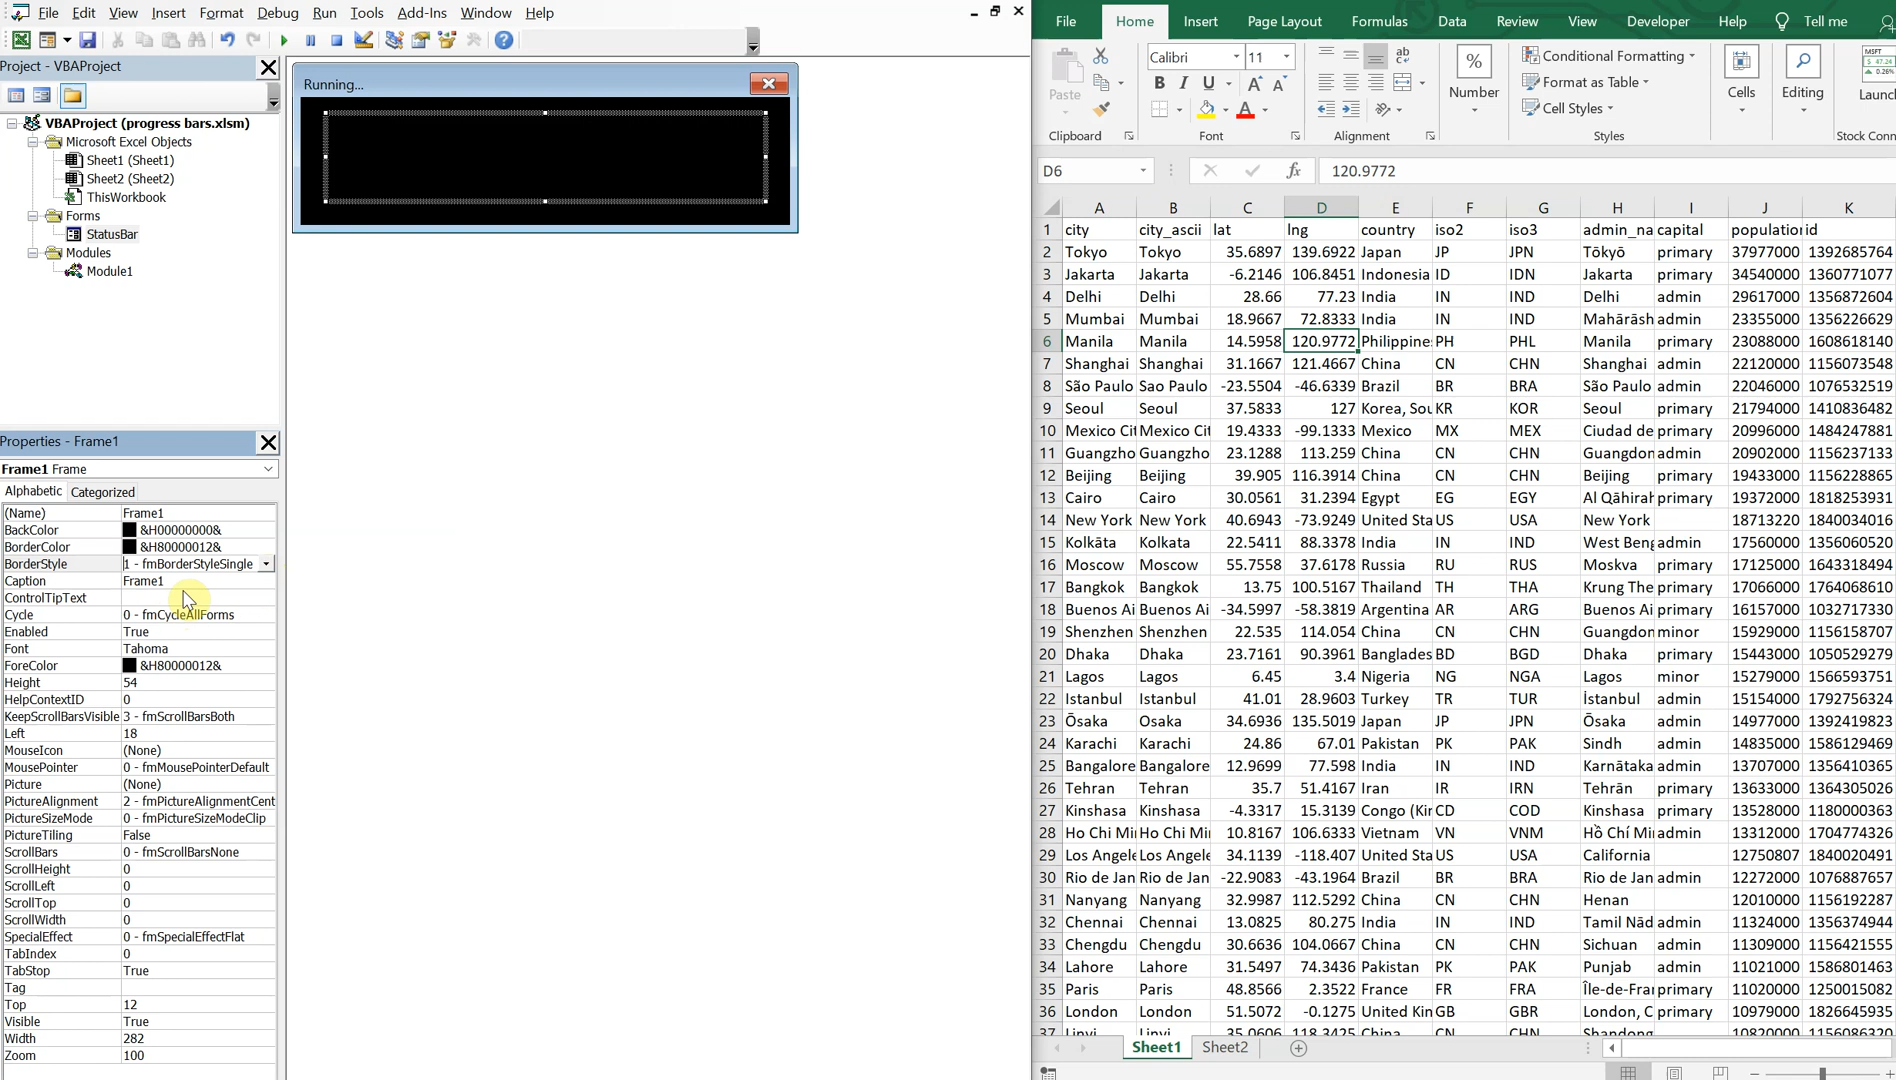 File Edit View Insert Format Debug Run Tools Add-Ins Window Help
Project - VBAProject
VBAProject (progress bars.xlsm)
Microsoft Excel Objects
Sheet1 (Sheet1)
Sheet2 (Sheet2)
ThisWorkbook
Forms
StatusBar
Modules
Module1
Running...
Properties - Frame1
Frame1 Frame
Alphabetic Categorized
(Name) Frame1
BackColor &H00000000&
BorderColor &H80000012&
BorderStyle 1 - fmBorderStyleSingle
Caption Frame1
ControlTipText
Cycle 0 - fmCycleAllForms
Enabled True
Font Tahoma
ForeColor &H80000012&
Height 54
HelpContextID 0
KeepScrollBarsVisible 3 - fmScrollBarsBoth
Left 18
MouseIcon (None)
MousePointer 0 - fmMousePointerDefault
Picture (None)
PictureAlignment 2 - fmPictureAlignmentCent
PictureSizeMode 0 - fmPictureSizeModeClip
PictureTiling False
ScrollBars 0 - fmScrollBarsNone
ScrollHeight 0
ScrollLeft 0
ScrollTop 0
ScrollWidth 0
SpecialEffect 0 - fmSpecialEffectFlat
TabIndex 0
TabStop True
Tag
Top 12
Visible True
Width 282
Zoom 100
File Home Insert Page Layout Formulas Data Review View Developer Help Tell me
Paste Calibri 11 Number Conditional Formatting Format as Table Cell Styles Cells Editing Launch
MSFT 47.24 0.26%
Clipboard Font Alignment Styles Stock Conn
D6 fx 120.9772
A B C D E F G H I J K
1 city city_ascii lat lng country iso2 iso3 admin_na capital population id
2 Tokyo Tokyo 35.6897 139.6922 Japan JP JPN Tōkyō primary 37977000 1392685764
3 Jakarta Jakarta -6.2146 106.8451 Indonesia ID IDN Jakarta primary 34540000 1360771077
4 Delhi Delhi 28.66 77.23 India IN IND Delhi admin 29617000 1356872604
5 Mumbai Mumbai 18.9667 72.8333 India IN IND Mahārāsh admin 23355000 1356226629
6 Manila Manila 14.5958 120.9772 Philippine: PH PHL Manila primary 23088000 1608618140
7 Shanghai Shanghai 31.1667 121.4667 China CN CHN Shanghai admin 22120000 1156073548
8 São Paulo Sao Paulo -23.5504 -46.6339 Brazil BR BRA São Paulo admin 22046000 1076532519
9 Seoul Seoul 37.5833 127 Korea, Sou KR KOR Seoul primary 21794000 1410836482
10 Mexico Cit Mexico Cit 19.4333 -99.1333 Mexico MX MEX Ciudad de primary 20996000 1484247881
11 Guangzho Guangzho 23.1288 113.259 China CN CHN Guangdon admin 20902000 1156237133
12 Beijing Beijing 39.905 116.3914 China CN CHN Beijing primary 19433000 1156228865
13 Cairo Cairo 30.0561 31.2394 Egypt EG EGY Al Qāhirah primary 19372000 1818253931
14 New York New York 40.6943 -73.9249 United Sta US USA New York 18713220 1840034016
15 Kolkāta Kolkata 22.5411 88.3378 India IN IND West Beng admin 17560000 1356060520
16 Moscow Moscow 55.7558 37.6178 Russia RU RUS Moskva primary 17125000 1643318494
17 Bangkok Bangkok 13.75 100.5167 Thailand TH THA Krung The primary 17066000 1764068610
18 Buenos Ai Buenos Ai -34.5997 -58.3819 Argentina AR ARG Buenos Ai primary 16157000 1032717330
19 Shenzhen Shenzhen 22.535 114.054 China CN CHN Guangdon minor 15929000 1156158707
20 Dhaka Dhaka 23.7161 90.3961 Banglades BD BGD Dhaka primary 15443000 1050529279
21 Lagos Lagos 6.45 3.4 Nigeria NG NGA Lagos minor 15279000 1566593751
22 Istanbul Istanbul 41.01 28.9603 Turkey TR TUR İstanbul admin 15154000 1792756324
23 Ōsaka Osaka 34.6936 135.5019 Japan JP JPN Ōsaka admin 14977000 1392419823
24 Karachi Karachi 24.86 67.01 Pakistan PK PAK Sindh admin 14835000 1586129469
25 Bangalore Bangalore 12.9699 77.598 India IN IND Karnātaka admin 13707000 1356410365
26 Tehran Tehran 35.7 51.4167 Iran IR IRN Tehrān primary 13633000 1364305026
27 Kinshasa Kinshasa -4.3317 15.3139 Congo (Kin CD COD Kinshasa primary 13528000 1180000363
28 Ho Chi Mi Ho Chi Mi 10.8167 106.6333 Vietnam VN VNM Hồ Chí Mi admin 13312000 1704774326
29 Los Angele Los Angele 34.1139 -118.407 United Sta US USA California 12750807 1840020491
30 Rio de Jan Rio de Jan -22.9083 -43.1964 Brazil BR BRA Rio de Jan admin 12272000 1076887657
31 Nanyang Nanyang 32.9987 112.5292 China CN CHN Henan 12010000 1156192287
32 Chennai Chennai 13.0825 80.275 India IN IND Tamil Nād admin 11324000 1356374944
33 Chengdu Chengdu 30.6636 104.0667 China CN CHN Sichuan admin 11309000 1156421555
34 Lahore Lahore 31.5497 74.3436 Pakistan PK PAK Punjab admin 11021000 1586801463
35 Paris Paris 48.8566 2.3522 France FR FRA Île-de-Fran primary 11020000 1250015082
36 London London 51.5072 -0.1275 United Kin GB GBR London, C primary 10979000 1826645935
37 Linyi Linyi 35.0606 118.3425 China CN CHN Shandong 10820000 1156086320
Sheet1 Sheet2